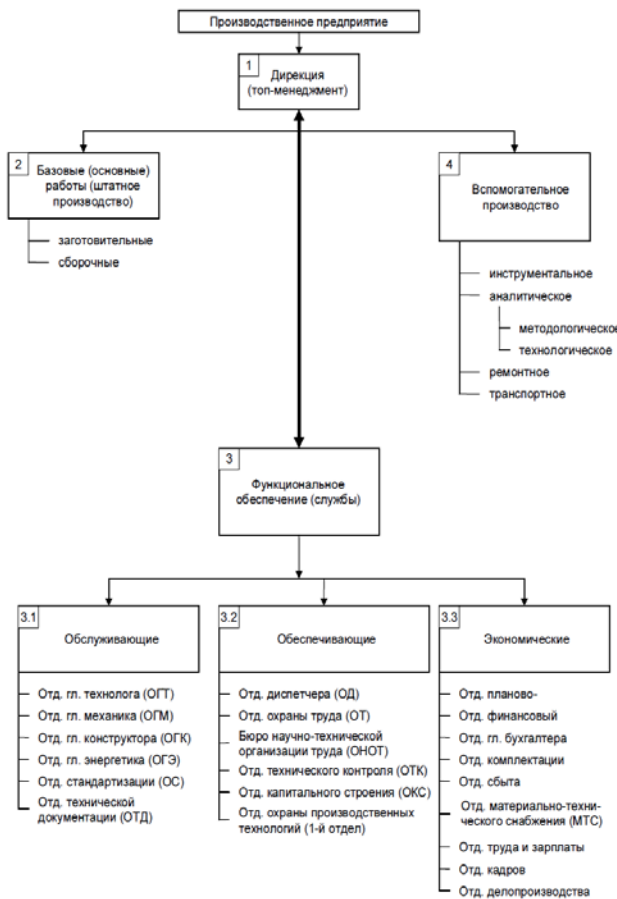 Производственное предприятие
1
Дирекция
(топ-менеджмент)
2
Базовые (основные)
работы (штатное
производство)
заготовительные
сборочные
4
Вспомогательное
производство
инструментальное
аналитическое
методологическое
технологическое
ремонтное
транспортное
3
Функциональное
обеспечение (службы)
3.1
Обслуживающие
Отд. гл. технолога (ОГТ)
Отд. гл. механика (ОГМ)
Отд. гл. конструктора (ОГК)
Отд. гл. энергетика (ОГЭ)
Отд. стандартизации (ОС)
Отд. технической
документации (ОТД)
3.2
Обеспечивающие
Отд. диспетчера (ОД)
Отд. охраны труда (ОТ)
Бюро научно-технической
организации труда (ОНОТ)
Отд. технического контроля (ОТК)
Отд. капитального строения (ОКС)
Отд. охраны производственных
технологий (1-й отдел)
3.3
Экономические
Отд. планово-
Отд. финансовый
Отд. гл. бухгалтера
Отд. комплектации
Отд. сбыта
Отд. материально-техни-
ческого снабжения (МТС)
Отд. труда и зарплаты
Отд. кадров
Отд. делопроизводства